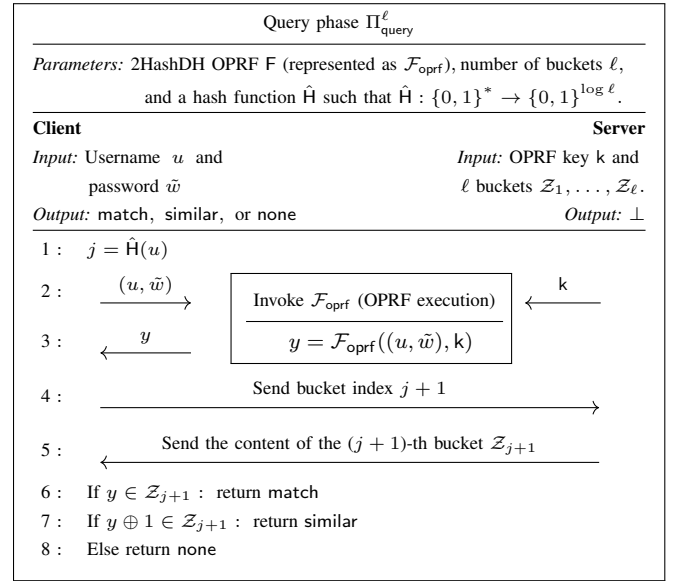 Query phase Π^ℓ_query
Parameters: 2HashDH OPRF F (represented as F_oprf), number of buckets ℓ,
and a hash function Ĥ such that Ĥ : {0, 1}^* → {0, 1}^{log ℓ}.
Client Server
Input: Username u and Input: OPRF key k and
password w̃ ℓ buckets Z_1, . . . , Z_ℓ.
Output: match, similar, or none Output: ⊥
1 : j = Ĥ(u)
2 : (u, w̃) Invoke F_oprf (OPRF execution) k
3 : y y = F_oprf((u, w̃), k)
4 : Send bucket index j + 1
5 : Send the content of the (j + 1)-th bucket Z_{j+1}
6 : If y ∈ Z_{j+1} : return match
7 : If y ⊕ 1 ∈ Z_{j+1} : return similar
8 : Else return none